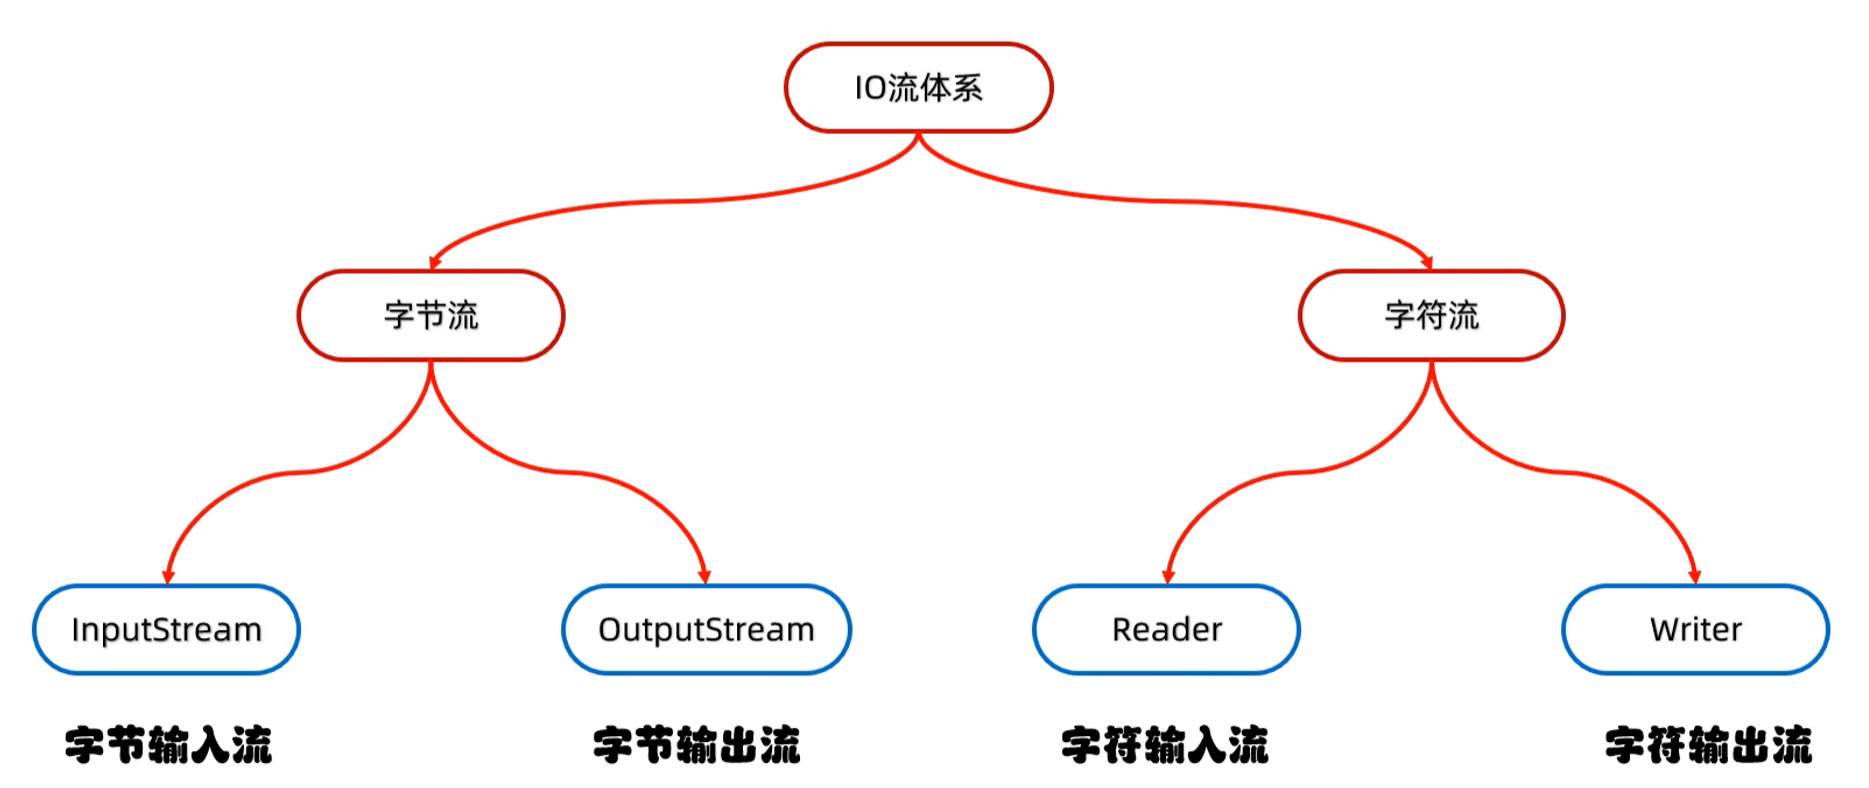 IO流体系
字节流
字符流
InputStream
OutputStream
Reader
Writer
字节输入流
字节输出流
字符输入流
字符输出流